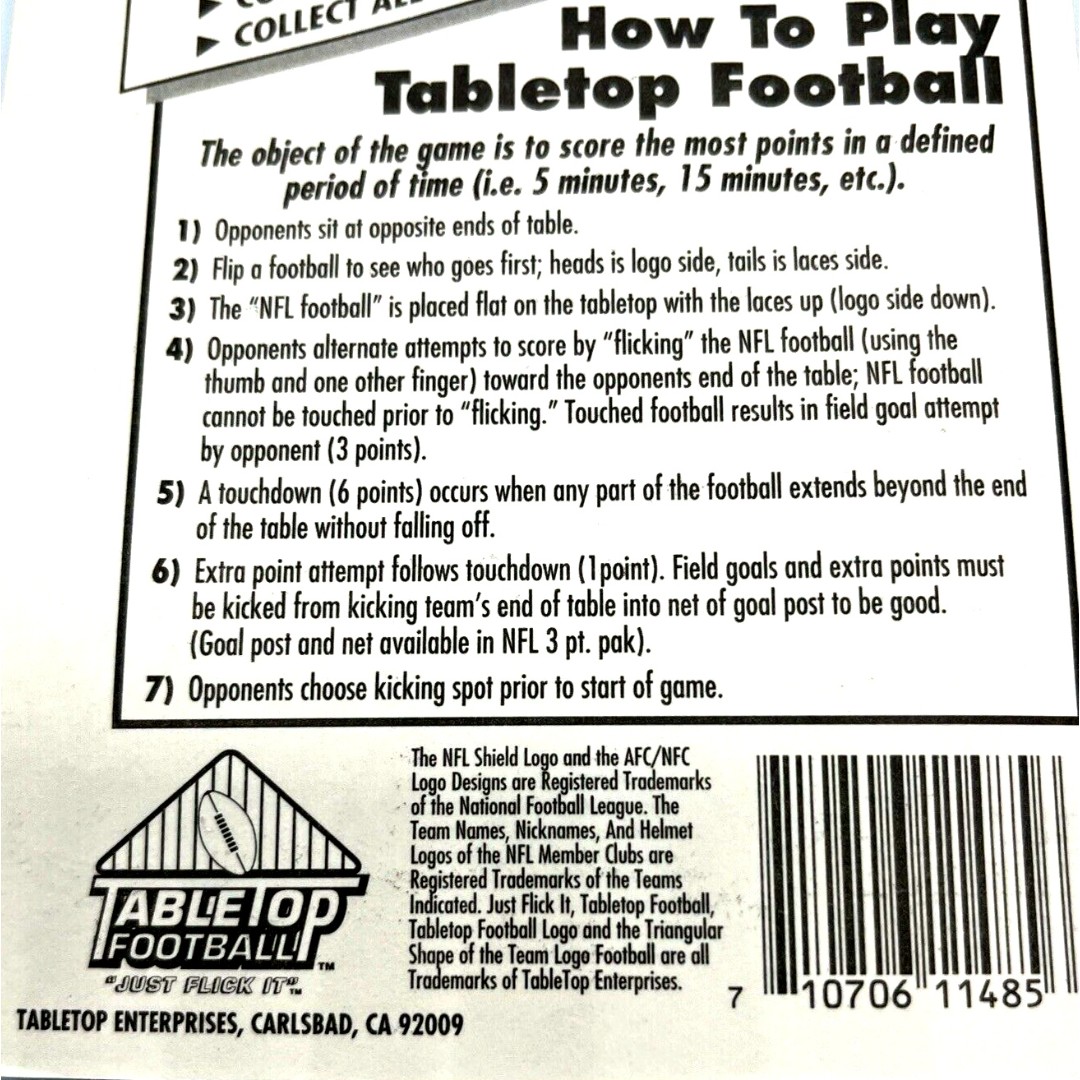 ► COLLECT
How To Play
Tabletop Football
The object of the game is to score the most points in a defined
period of time (i.e. 5 minutes, 15 minutes, etc.).
1) Opponents sit at opposite ends of table.
2) Flip a football to see who goes first; heads is logo side, tails is laces side.
3) The “NFL football” is placed flat on the tabletop with the laces up (logo side down).
4) Opponents alternate attempts to score by “flicking” the NFL football (using the
thumb and one other finger) toward the opponents end of the table; NFL football
cannot be touched prior to “flicking.” Touched football results in field goal attempt
by opponent (3 points).
5) A touchdown (6 points) occurs when any part of the football extends beyond the end
of the table without falling off.
6) Extra point attempt follows touchdown (1point). Field goals and extra points must
be kicked from kicking team’s end of table into net of goal post to be good.
(Goal post and net available in NFL 3 pt. pak).
7) Opponents choose kicking spot prior to start of game.
TABLETOP
FOOTBALL™
“JUST FLICK IT”™
TABLETOP ENTERPRISES, CARLSBAD, CA 92009
The NFL Shield Logo and the AFC/NFC
Logo Designs are Registered Trademarks
of the National Football League. The
Team Names, Nicknames, And Helmet
Logos of the NFL Member Clubs are
Registered Trademarks of the Teams
Indicated. Just Flick It, Tabletop Football,
Tabletop Football Logo and the Triangular
Shape of the Team Logo Football are all
Trademarks of TableTop Enterprises.
7 10706 11485